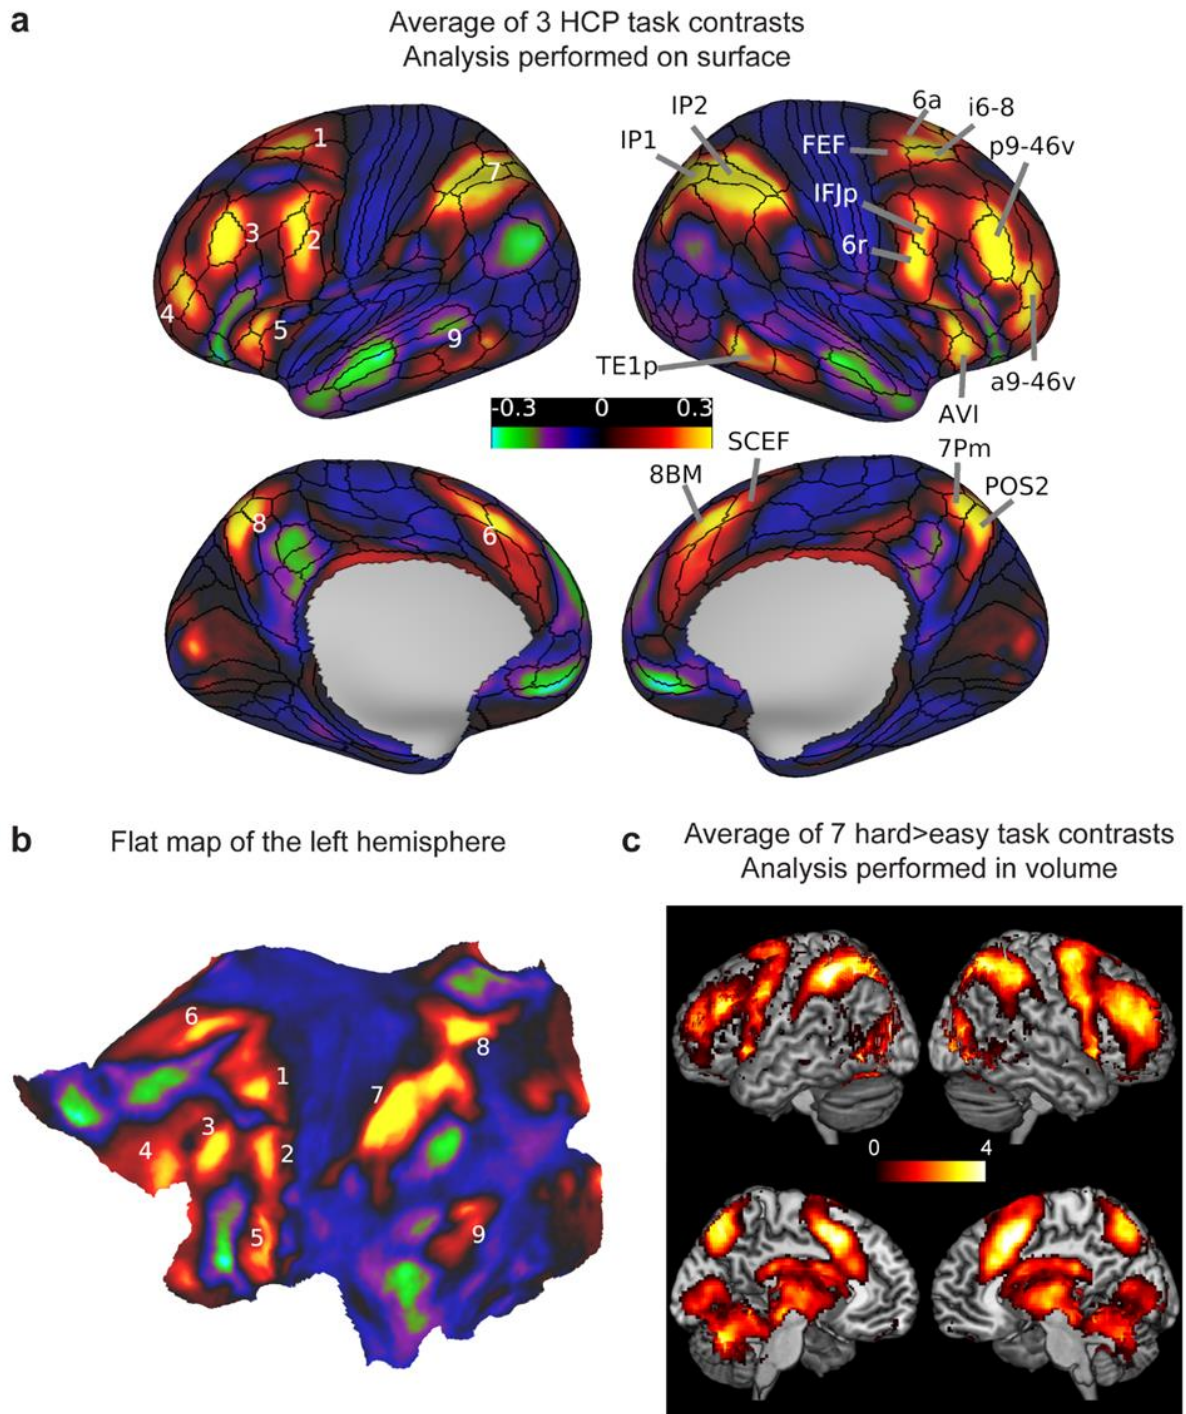 a
Average of 3 HCP task contrasts
Analysis performed on surface
1
2
3
4
5
7
9
IP1
IP2
6a
i6-8
FEF
p9-46v
IFJp
6r
TE1p
a9-46v
AVI
-0.3 0 0.3
8
6
8BM
SCEF
7Pm
POS2
b
Flat map of the left hemisphere
6
1
8
7
3
4
2
5
9
c
Average of 7 hard>easy task contrasts
Analysis performed in volume
0 4